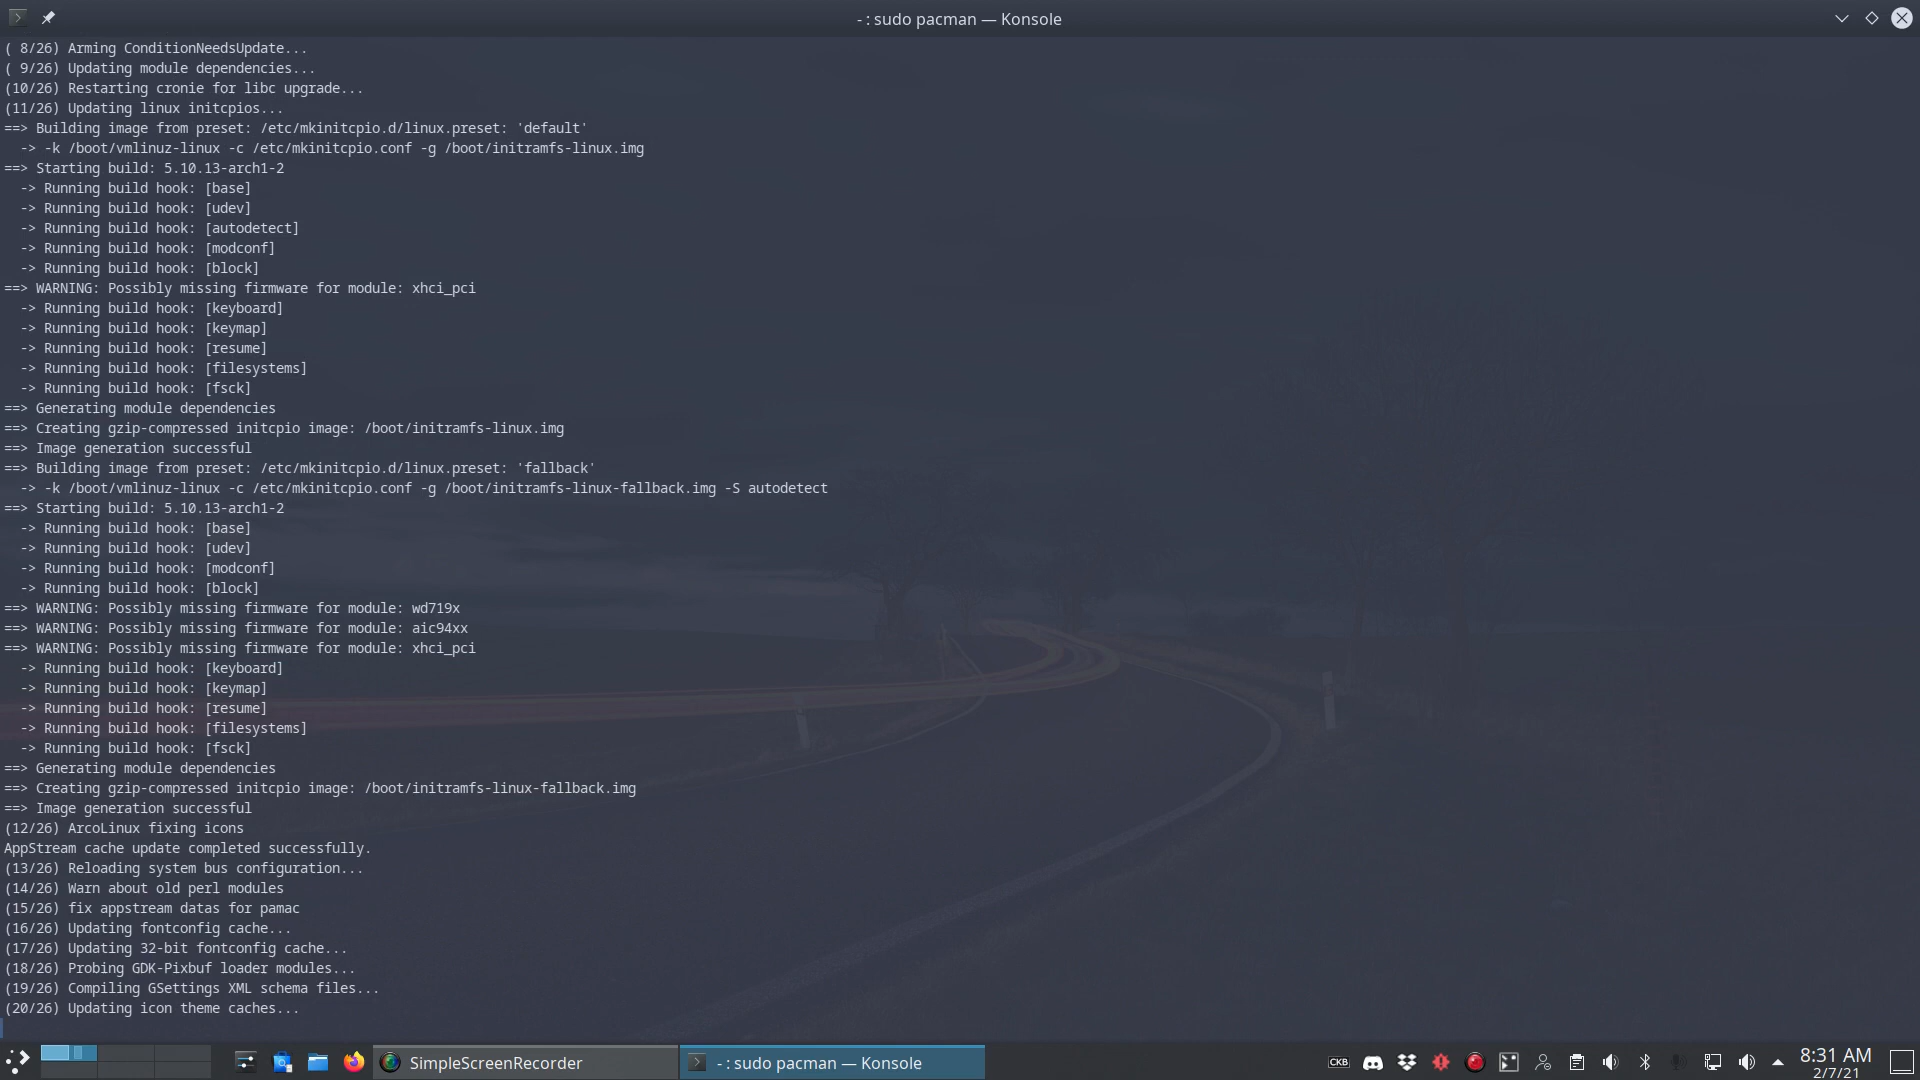 - : sudo pacman — Konsole
( 8/26) Arming ConditionNeedsUpdate...
( 9/26) Updating module dependencies...
(10/26) Restarting cronie for libc upgrade...
(11/26) Updating linux initcpios...
==> Building image from preset: /etc/mkinitcpio.d/linux.preset: 'default'
  -> -k /boot/vmlinuz-linux -c /etc/mkinitcpio.conf -g /boot/initramfs-linux.img
==> Starting build: 5.10.13-arch1-2
  -> Running build hook: [base]
  -> Running build hook: [udev]
  -> Running build hook: [autodetect]
  -> Running build hook: [modconf]
  -> Running build hook: [block]
==> WARNING: Possibly missing firmware for module: xhci_pci
  -> Running build hook: [keyboard]
  -> Running build hook: [keymap]
  -> Running build hook: [resume]
  -> Running build hook: [filesystems]
  -> Running build hook: [fsck]
==> Generating module dependencies
==> Creating gzip-compressed initcpio image: /boot/initramfs-linux.img
==> Image generation successful
==> Building image from preset: /etc/mkinitcpio.d/linux.preset: 'fallback'
  -> -k /boot/vmlinuz-linux -c /etc/mkinitcpio.conf -g /boot/initramfs-linux-fallback.img -S autodetect
==> Starting build: 5.10.13-arch1-2
  -> Running build hook: [base]
  -> Running build hook: [udev]
  -> Running build hook: [modconf]
  -> Running build hook: [block]
==> WARNING: Possibly missing firmware for module: wd719x
==> WARNING: Possibly missing firmware for module: aic94xx
==> WARNING: Possibly missing firmware for module: xhci_pci
  -> Running build hook: [keyboard]
  -> Running build hook: [keymap]
  -> Running build hook: [resume]
  -> Running build hook: [filesystems]
  -> Running build hook: [fsck]
==> Generating module dependencies
==> Creating gzip-compressed initcpio image: /boot/initramfs-linux-fallback.img
==> Image generation successful
(12/26) ArcoLinux fixing icons
AppStream cache update completed successfully.
(13/26) Reloading system bus configuration...
(14/26) Warn about old perl modules
(15/26) fix appstream datas for pamac
(16/26) Updating fontconfig cache...
(17/26) Updating 32-bit fontconfig cache...
(18/26) Probing GDK-Pixbuf loader modules...
(19/26) Compiling GSettings XML schema files...
(20/26) Updating icon theme caches...
SimpleScreenRecorder
- : sudo pacman — Konsole
CKB
8:31 AM
2/7/21